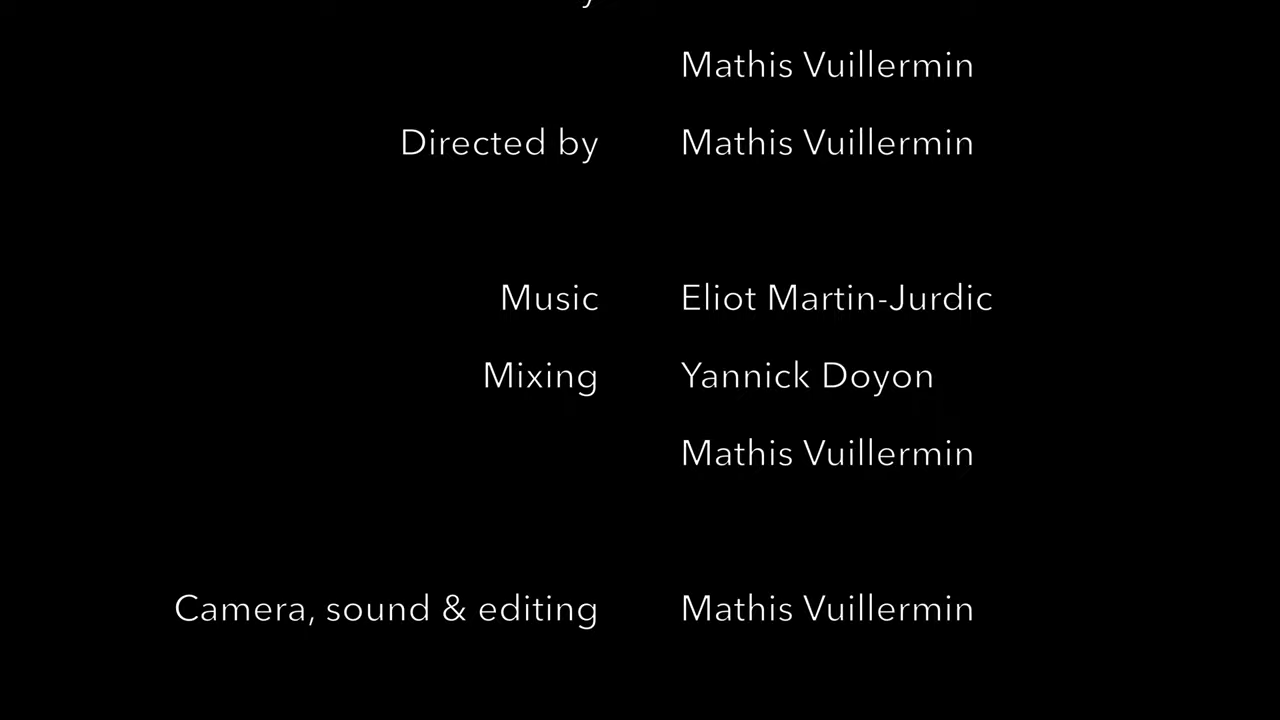 Mathis Vuillermin
Directed by Mathis Vuillermin
Music Eliot Martin-Jurdic
Mixing Yannick Doyon
Mathis Vuillermin
Camera, sound & editing Mathis Vuillermin